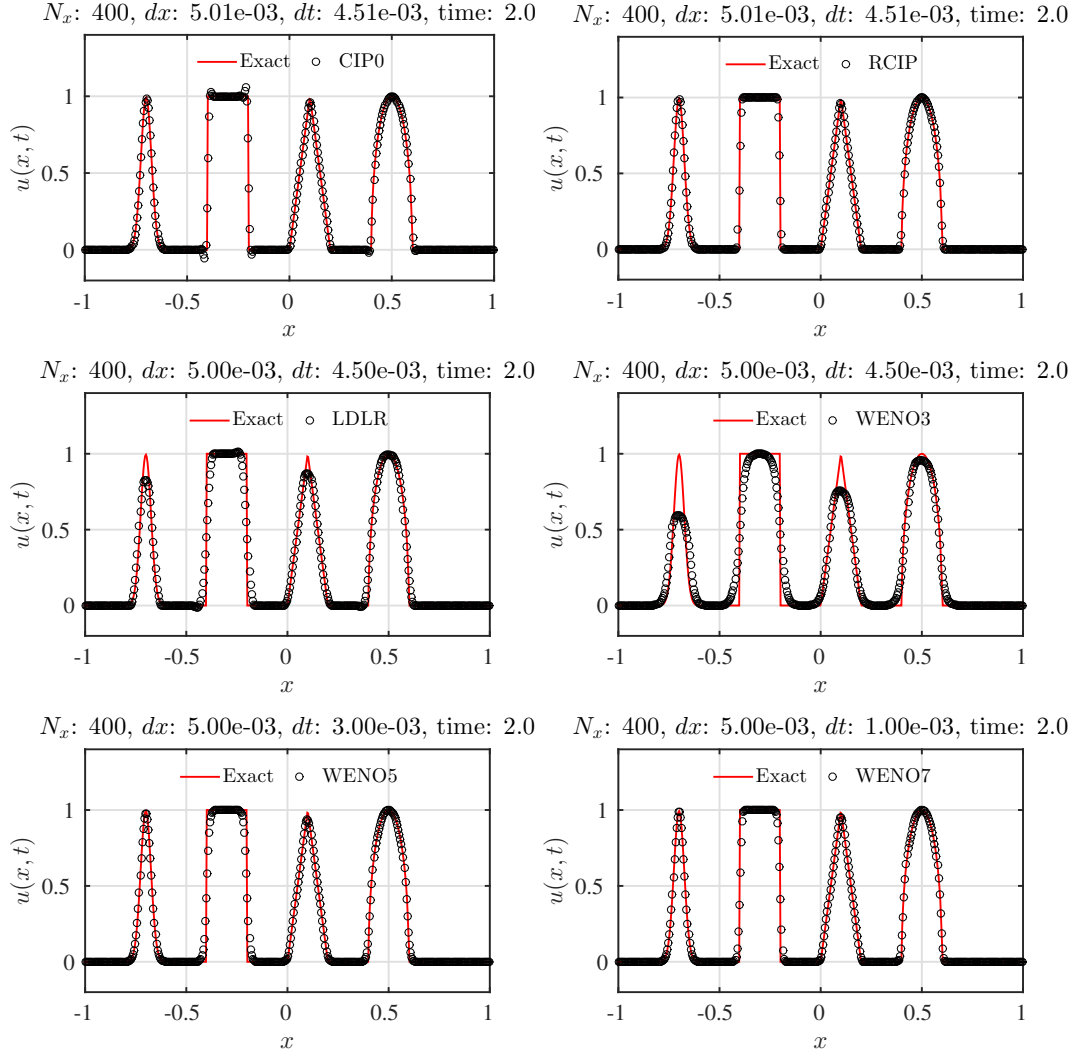 N_x: 400, dx: 5.01e-03, dt: 4.51e-03, time: 2.0
Exact CIP0
1
0.5
0
u(x, t)
-1 -0.5 0 0.5 1
x
N_x: 400, dx: 5.01e-03, dt: 4.51e-03, time: 2.0
Exact RCIP
1
0.5
0
u(x, t)
-1 -0.5 0 0.5 1
x
N_x: 400, dx: 5.00e-03, dt: 4.50e-03, time: 2.0
Exact LDLR
1
0.5
0
u(x, t)
-1 -0.5 0 0.5 1
x
N_x: 400, dx: 5.00e-03, dt: 4.50e-03, time: 2.0
Exact WENO3
1
0.5
0
u(x, t)
-1 -0.5 0 0.5 1
x
N_x: 400, dx: 5.00e-03, dt: 3.00e-03, time: 2.0
Exact WENO5
1
0.5
0
u(x, t)
-1 -0.5 0 0.5 1
x
N_x: 400, dx: 5.00e-03, dt: 1.00e-03, time: 2.0
Exact WENO7
1
0.5
0
u(x, t)
-1 -0.5 0 0.5 1
x